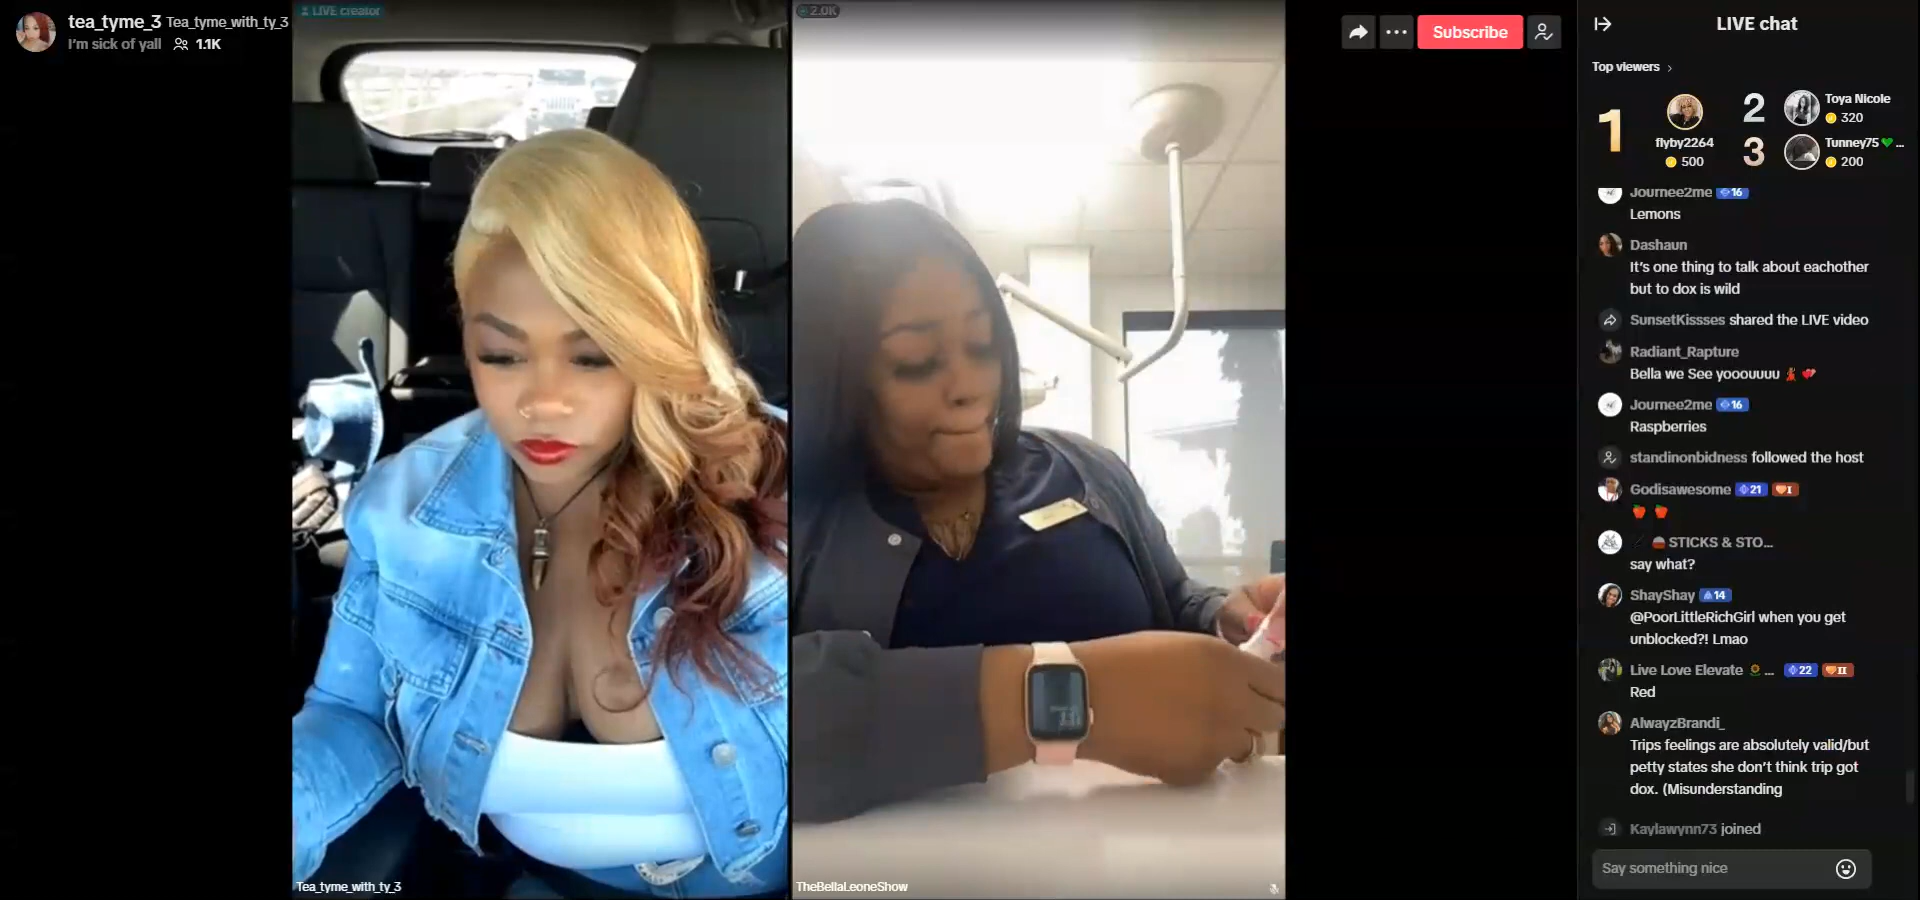 tea_tyme_3 Tea_tyme_with_ty_3
I'm sick of yall 1.1K
LIVE creator
2.0K
Subscribe
LIVE chat
Top viewers
1
flyby2264
500
2
Toya Nicole
320
3
Tunney75 💚 ...
200
Journee2me 16
Lemons
Dashaun
It's one thing to talk about eachother
but to dox is wild
SunsetKissses shared the LIVE video
Radiant_Rapture
Bella we See yooouuuu 💃🏾 💕
Journee2me 16
Raspberries
standinonbidness followed the host
Godisawesome 21 I
🍎 🍎
STICKS & STO...
say what?
ShayShay 14
@PoorLittleRichGirl when you get
unblocked?! Lmao
Live Love Elevate 🌻 ... 22 II
Red
AlwayzBrandi_
Trips feelings are absolutely valid/but
petty states she don't think trip got
dox. (Misunderstanding
Kaylawynn73 joined
Say something nice
Tea_tyme_with_ty_3
TheBellaLeoneShow